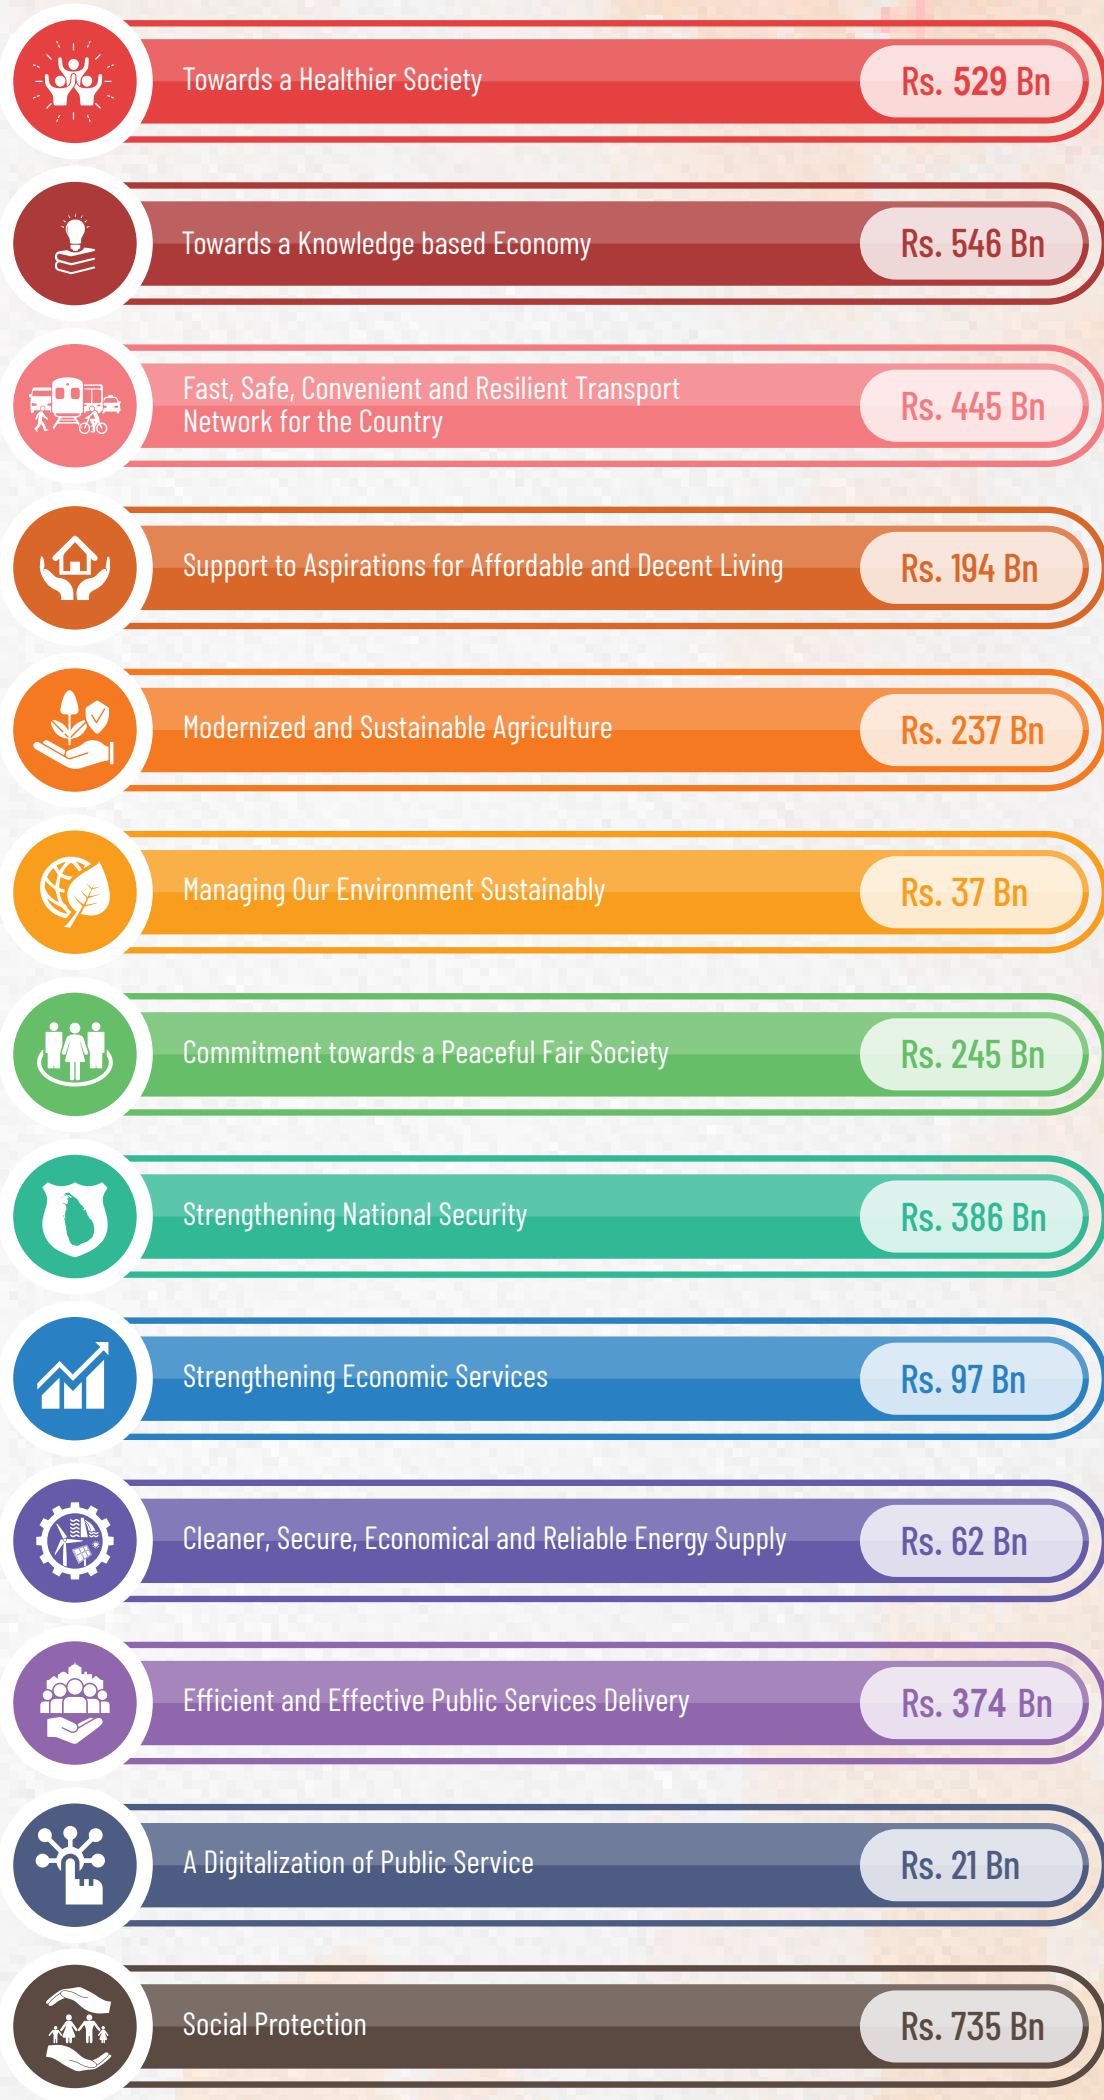 Towards a Healthier Society
Rs. 529 Bn
Towards a Knowledge based Economy
Rs. 546 Bn
Fast, Safe, Convenient and Resilient Transport
Network for the Country
Rs. 445 Bn
Support to Aspirations for Affordable and Decent Living
Rs. 194 Bn
Modernized and Sustainable Agriculture
Rs. 237 Bn
Managing Our Environment Sustainably
Rs. 37 Bn
Commitment towards a Peaceful Fair Society
Rs. 245 Bn
Strengthening National Security
Rs. 386 Bn
Strengthening Economic Services
Rs. 97 Bn
Cleaner, Secure, Economical and Reliable Energy Supply
Rs. 62 Bn
Efficient and Effective Public Services Delivery
Rs. 374 Bn
A Digitalization of Public Service
Rs. 21 Bn
Social Protection
Rs. 735 Bn